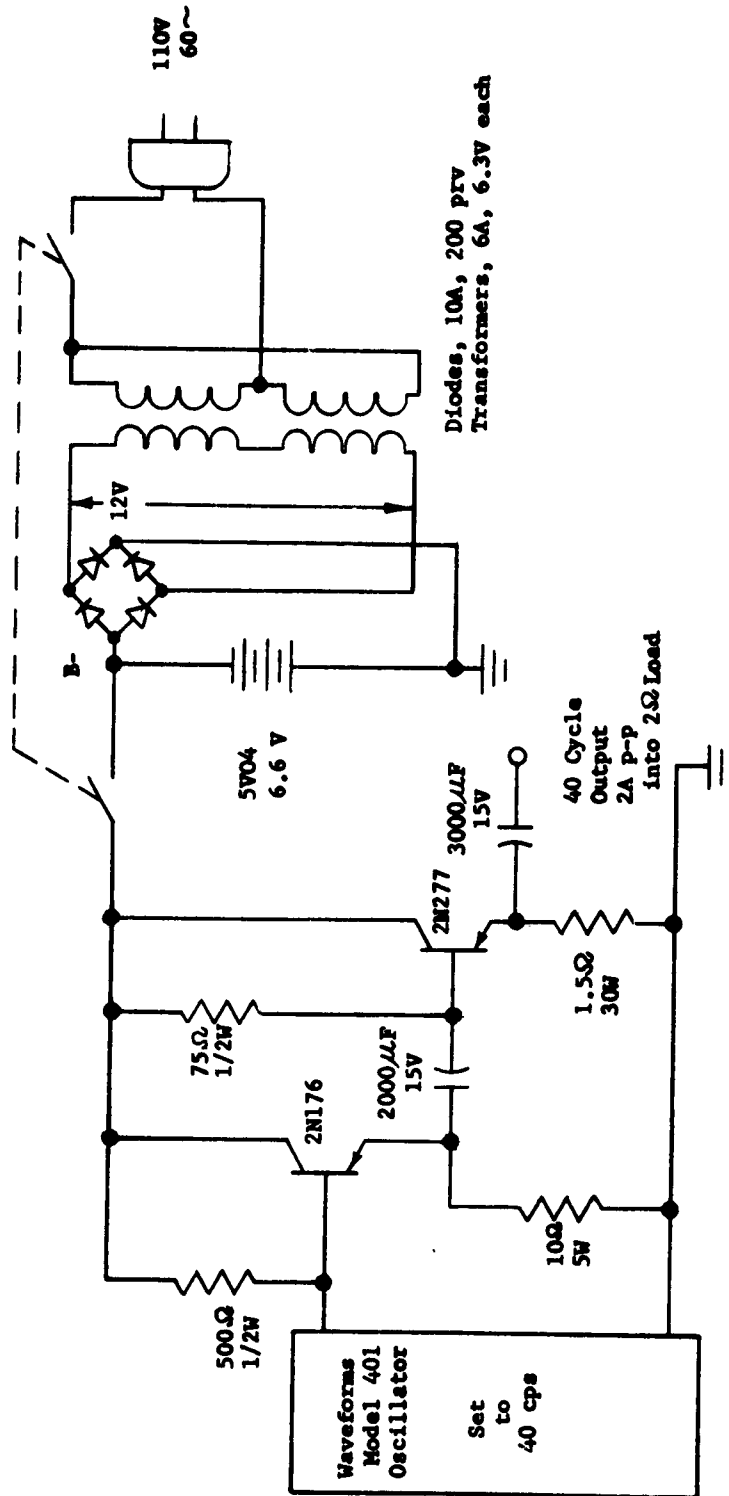 Waveforms
Model 401
Oscillator
Set
to
40 cps
500Ω
1/2W
2N176
10Ω
5W
75Ω
1/2W
2000μF
15V
2N277
1.5Ω
30W
3000μF
15V
40 Cycle
Output
2A p-p
into 2Ω Load
5VO4
6.6 V
B-
12V
Diodes, 10A, 200 prv
Transformers, 6A, 6.3V each
110V
60~